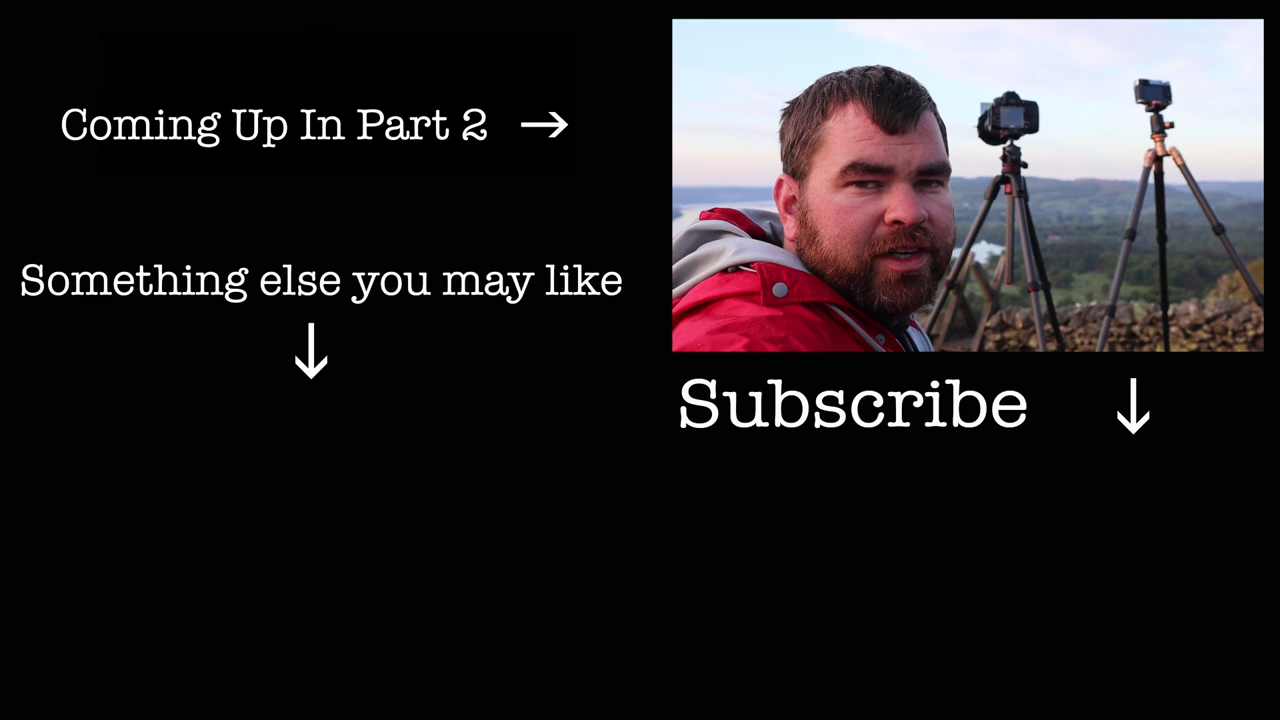 Coming Up In Part 2 →
Something else you may like
↓
Subscribe ↓